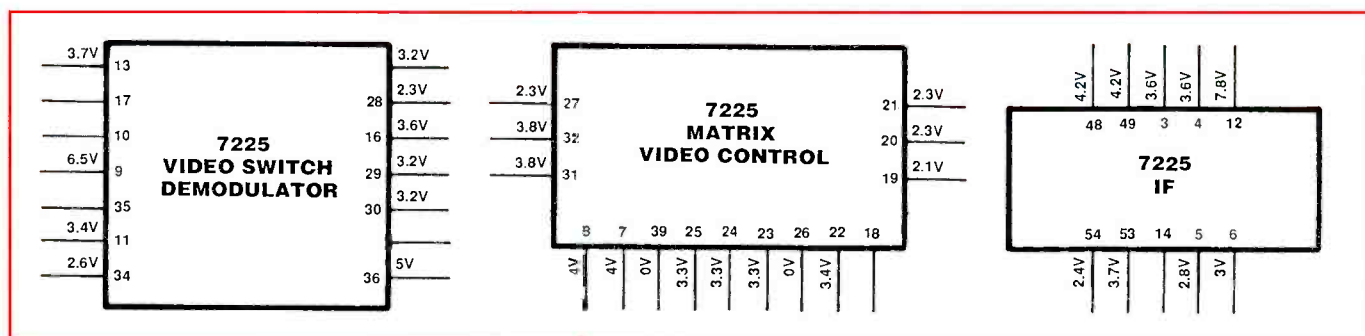 3.7V
13
17
10
6.5V
9
35
3.4V
11
2.6V
34
7225
VIDEO SWITCH
DEMODULATOR
3.2V
2.3V
28
3.6V
16
3.2V
29
3.2V
30
5V
36
2.3V
27
3.8V
32
3.8V
31
7225
MATRIX
VIDEO CONTROL
2.3V
21
2.3V
20
2.1V
19
8 7 39 25 24 23 26 22 18
4V 4V 0V 3.3V 3.3V 3.3V 0V 3.4V
4.2V 4.2V 3.6V 3.6V 7.8V
48 49 3 4 12
7225
IF
54 53 14 5 6
2.4V 3.7V 2.8V 3V